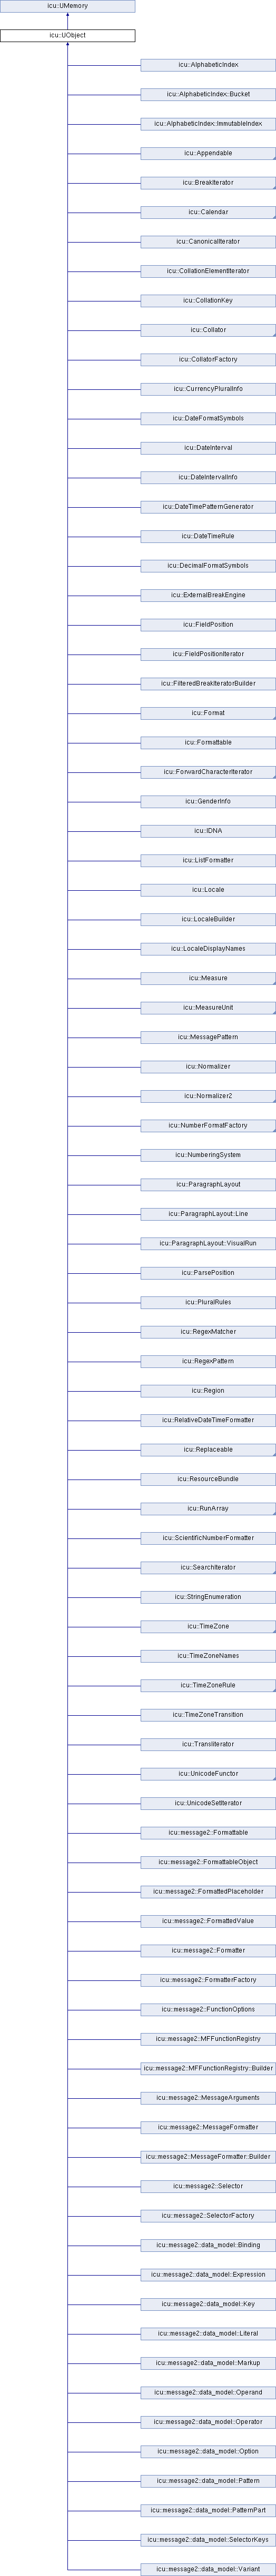 icu::UMemory
icu::UObject
icu::AlphabeticIndex
icu::AlphabeticIndex::Bucket
icu::AlphabeticIndex::ImmutableIndex
icu::Appendable
icu::BreakIterator
icu::Calendar
icu::CanonicalIterator
icu::CollationElementIterator
icu::CollationKey
icu::Collator
icu::CollatorFactory
icu::CurrencyPluralInfo
icu::DateFormatSymbols
icu::DateInterval
icu::DateIntervalInfo
icu::DateTimePatternGenerator
icu::DateTimeRule
icu::DecimalFormatSymbols
icu::ExternalBreakEngine
icu::FieldPosition
icu::FieldPositionIterator
icu::FilteredBreakIteratorBuilder
icu::Format
icu::Formattable
icu::ForwardCharacterIterator
icu::GenderInfo
icu::IDNA
icu::ListFormatter
icu::Locale
icu::LocaleBuilder
icu::LocaleDisplayNames
icu::Measure
icu::MeasureUnit
icu::MessagePattern
icu::Normalizer
icu::Normalizer2
icu::NumberFormatFactory
icu::NumberingSystem
icu::ParagraphLayout
icu::ParagraphLayout::Line
icu::ParagraphLayout::VisualRun
icu::ParsePosition
icu::PluralRules
icu::RegexMatcher
icu::RegexPattern
icu::Region
icu::RelativeDateTimeFormatter
icu::Replaceable
icu::ResourceBundle
icu::RunArray
icu::ScientificNumberFormatter
icu::SearchIterator
icu::StringEnumeration
icu::TimeZone
icu::TimeZoneNames
icu::TimeZoneRule
icu::TimeZoneTransition
icu::Transliterator
icu::UnicodeFunctor
icu::UnicodeSetIterator
icu::message2::Formattable
icu::message2::FormattableObject
icu::message2::FormattedPlaceholder
icu::message2::FormattedValue
icu::message2::Formatter
icu::message2::FormatterFactory
icu::message2::FunctionOptions
icu::message2::MFFunctionRegistry
icu::message2::MFFunctionRegistry::Builder
icu::message2::MessageArguments
icu::message2::MessageFormatter
icu::message2::MessageFormatter::Builder
icu::message2::Selector
icu::message2::SelectorFactory
icu::message2::data_model::Binding
icu::message2::data_model::Expression
icu::message2::data_model::Key
icu::message2::data_model::Literal
icu::message2::data_model::Markup
icu::message2::data_model::Operand
icu::message2::data_model::Operator
icu::message2::data_model::Option
icu::message2::data_model::Pattern
icu::message2::data_model::PatternPart
icu::message2::data_model::SelectorKeys
icu::message2::data_model::Variant